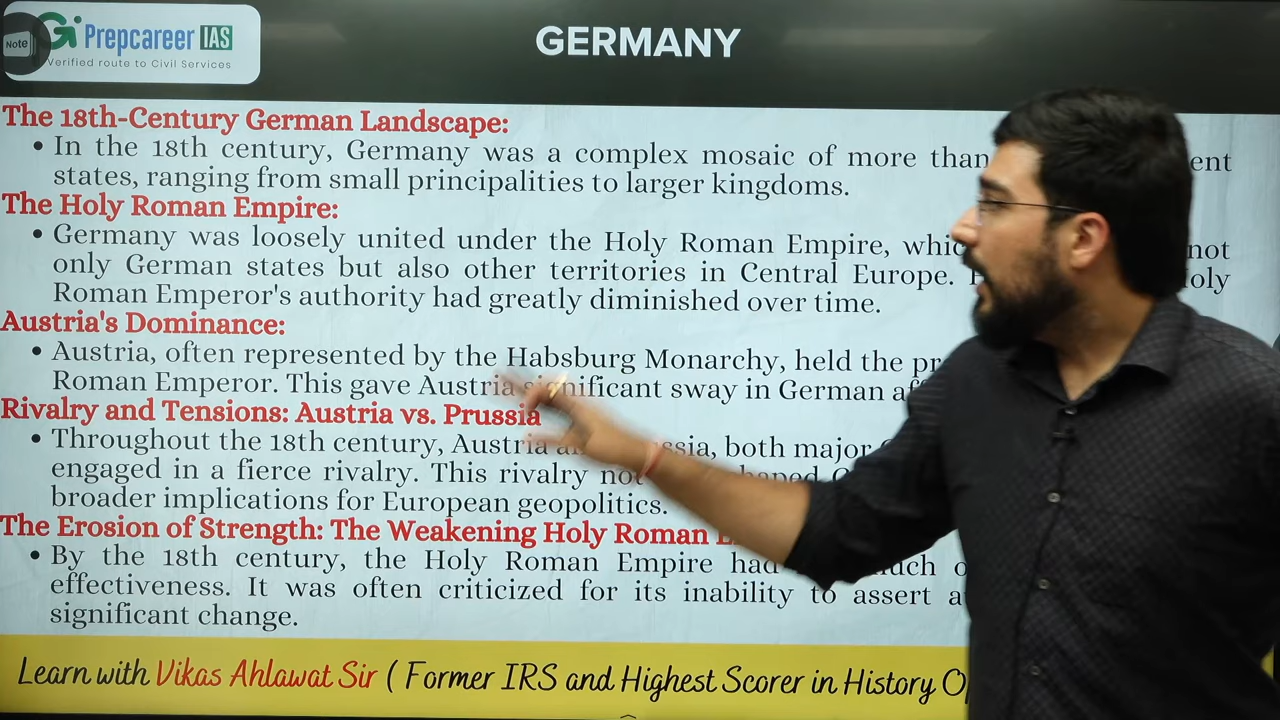 Note
Prepcareer IAS
Verified route to Civil Services
GERMANY
The 18th-Century German Landscape:
• In the 18th century, Germany was a complex mosaic of more than
states, ranging from small principalities to larger kingdoms.
The Holy Roman Empire:
• Germany was loosely united under the Holy Roman Empire, not
only German states but also other territories in Central Europe.
Roman Emperor's authority had greatly diminished over time.
Austria's Dominance:
• Austria, often represented by the Habsburg Monarchy, held the
Roman Emperor. This gave Austria significant sway in German
Rivalry and Tensions: Austria vs. Prussia
• Throughout the 18th century, Austria both major
engaged in a fierce rivalry. This rivalry
broader implications for European geopolitics.
The Erosion of Strength: The Weakening Holy Roman
• By the 18th century, the Holy Roman Empire had
effectiveness. It was often criticized for its inability to assert
significant change.
Learn with Vikas Ahlawat Sir ( Former IRS and Highest Scorer in History